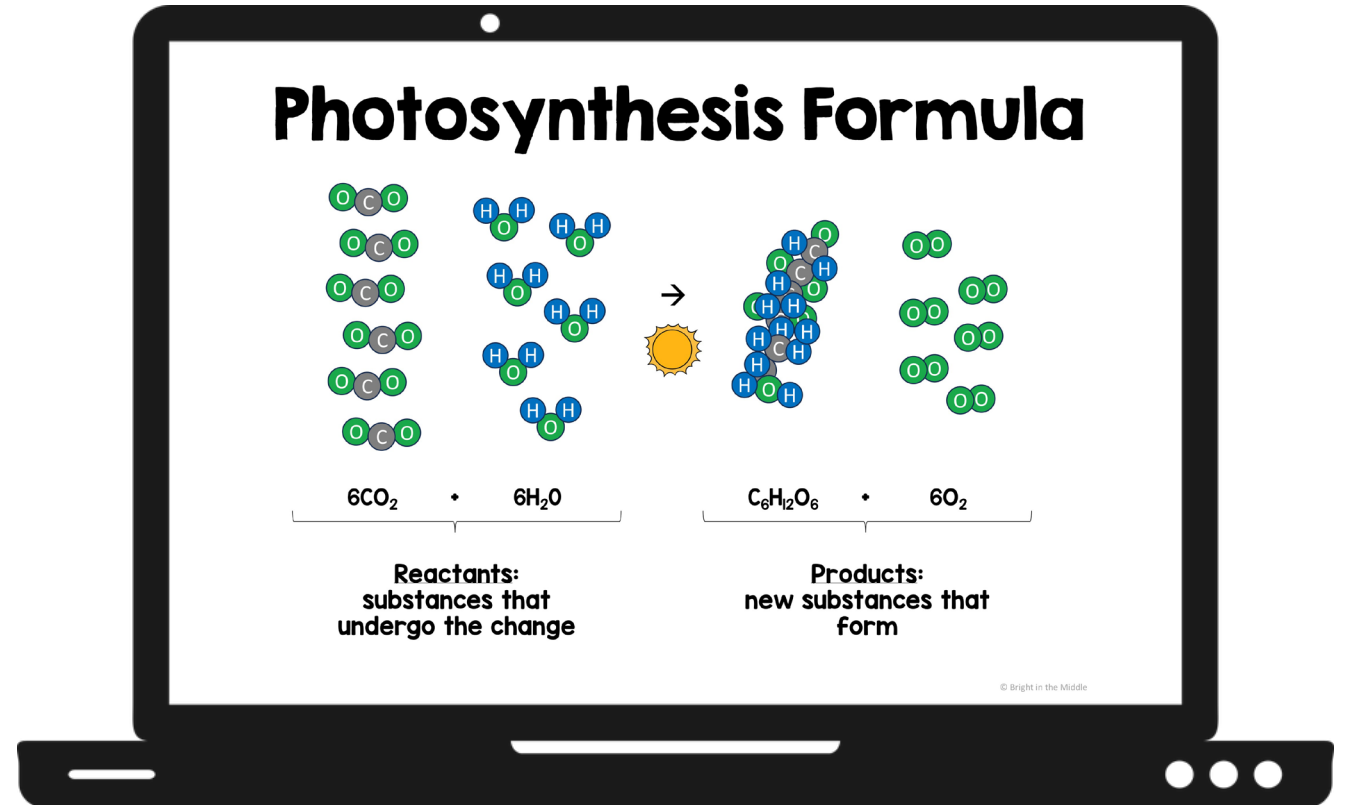 Photosynthesis Formula
O C O
O C O
O C O
O C O
O C O
O C O
H H O
H H O
H H O
H H O
H H O
H H O
→
O H C
O C H
H O
H H
H H H
C H
H
H O H
O O
O O
O O
O O
O O
O O
6CO₂ + 6H₂O
C₆H₁₂O₆ + 6O₂
Reactants:
substances that
undergo the change
Products:
new substances that
form
© Bright in the Middle